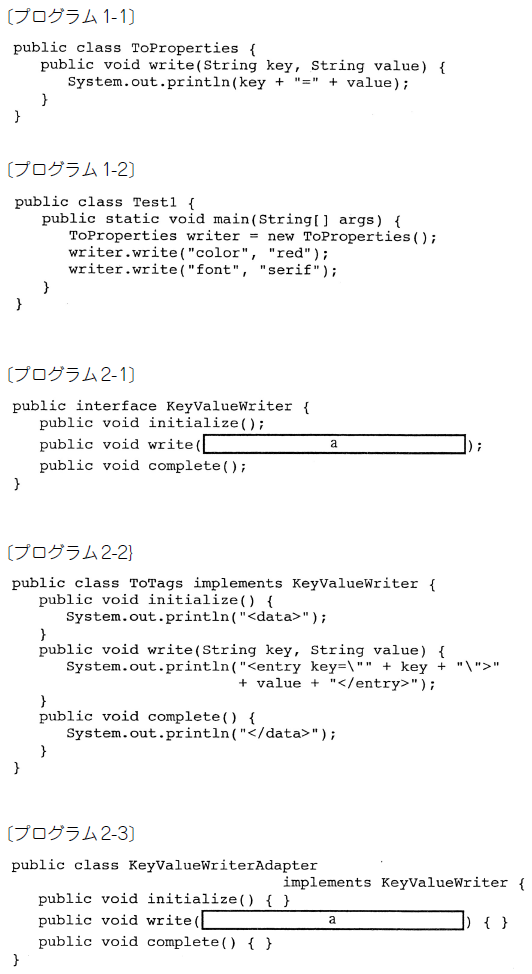 〔プログラム1-1〕
public class ToProperties {
   public void write(String key, String value) {
      System.out.println(key + "=" + value);
   }
}
〔プログラム1-2〕
public class Test1 {
   public static void main(String[] args) {
      ToProperties writer = new ToProperties();
      writer.write("color", "red");
      writer.write("font", "serif");
   }
}
〔プログラム2-1〕
public interface KeyValueWriter {
   public void initialize();
   public void write( a );
   public void complete();
}
〔プログラム2-2}
public class ToTags implements KeyValueWriter {
   public void initialize() {
      System.out.println("<data>");
   }
   public void write(String key, String value) {
      System.out.println("<entry key=\"" + key + "\">"
                         + value + "</entry>");
   }
   public void complete() {
      System.out.println("</data>");
   }
}
〔プログラム2-3〕
public class KeyValueWriterAdapter
                              implements KeyValueWriter {
   public void initialize() { }
   public void write( a ) { }
   public void complete() { }
}